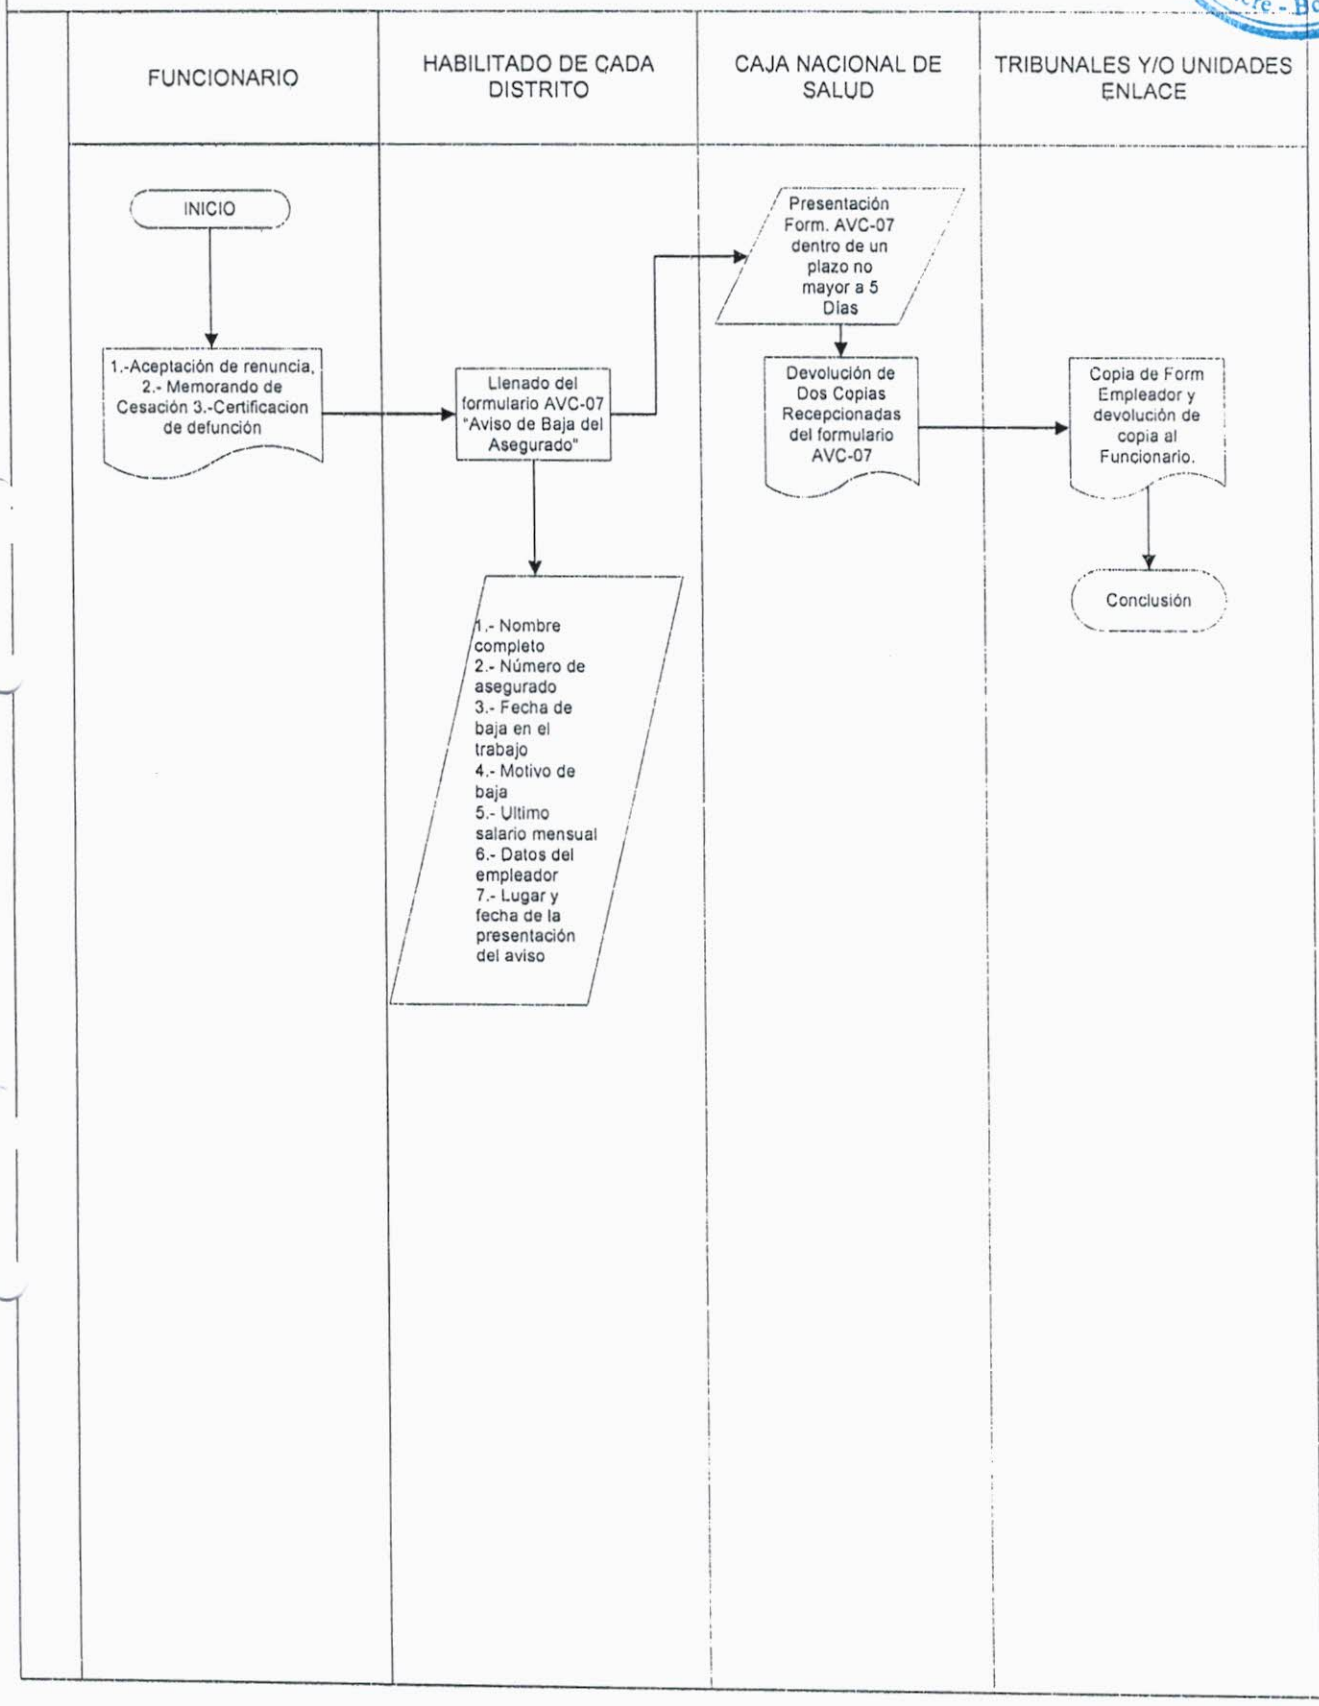 FUNCIONARIO
HABILITADO DE CADA
DISTRITO
CAJA NACIONAL DE
SALUD
TRIBUNALES Y/O UNIDADES
ENLACE
INICIO
1.-Aceptación de renuncia,
2.- Memorando de
Cesación 3.-Certificacion
de defunción
Llenado del
formulario AVC-07
"Aviso de Baja del
Asegurado"
1.- Nombre
completo
2.- Número de
asegurado
3.- Fecha de
baja en el
trabajo
4.- Motivo de
baja
5.- Ultimo
salario mensual
6.- Datos del
empleador
7.- Lugar y
fecha de la
presentación
del aviso
Presentación
Form. AVC-07
dentro de un
plazo no
mayor a 5
Días
Devolución de
Dos Copias
Recepcionadas
del formulario
AVC-07
Copia de Form
Empleador y
devolución de
copia al
Funcionario.
Conclusión